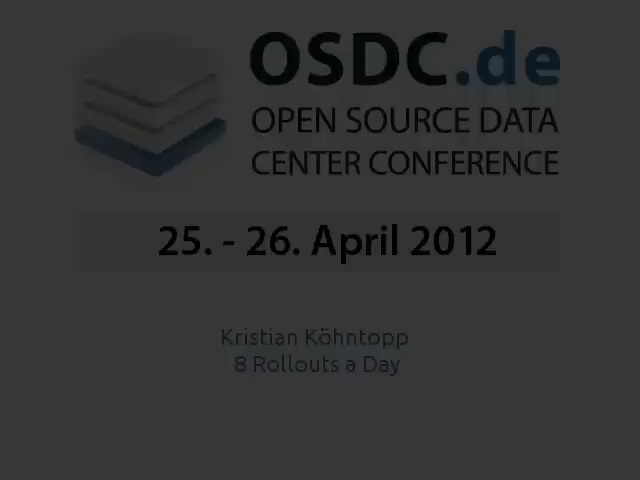 OSDC.de
OPEN SOURCE DATA
CENTER CONFERENCE
25. - 26. April 2012
Kristian Köhntopp
8 Rollouts a Day